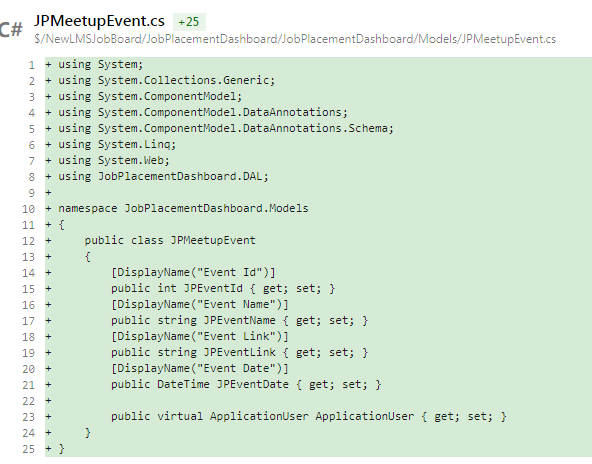 C#
JPMeetupEvent.cs +25
$/NewLMSJobBoard/JobPlacementDashboard/JobPlacementDashboard/Models/JPMeetupEvent.cs
1 + using System;
2 + using System.Collections.Generic;
3 + using System.ComponentModel;
4 + using System.ComponentModel.DataAnnotations;
5 + using System.ComponentModel.DataAnnotations.Schema;
6 + using System.Linq;
7 + using System.Web;
8 + using JobPlacementDashboard.DAL;
9 +
10 + namespace JobPlacementDashboard.Models
11 + {
12 +     public class JPMeetupEvent
13 +     {
14 +         [DisplayName("Event Id")]
15 +         public int JPEventId { get; set; }
16 +         [DisplayName("Event Name")]
17 +         public string JPEventName { get; set; }
18 +         [DisplayName("Event Link")]
19 +         public string JPEventLink { get; set; }
20 +         [DisplayName("Event Date")]
21 +         public DateTime JPEventDate { get; set; }
22 +
23 +         public virtual ApplicationUser ApplicationUser { get; set; }
24 +     }
25 + }